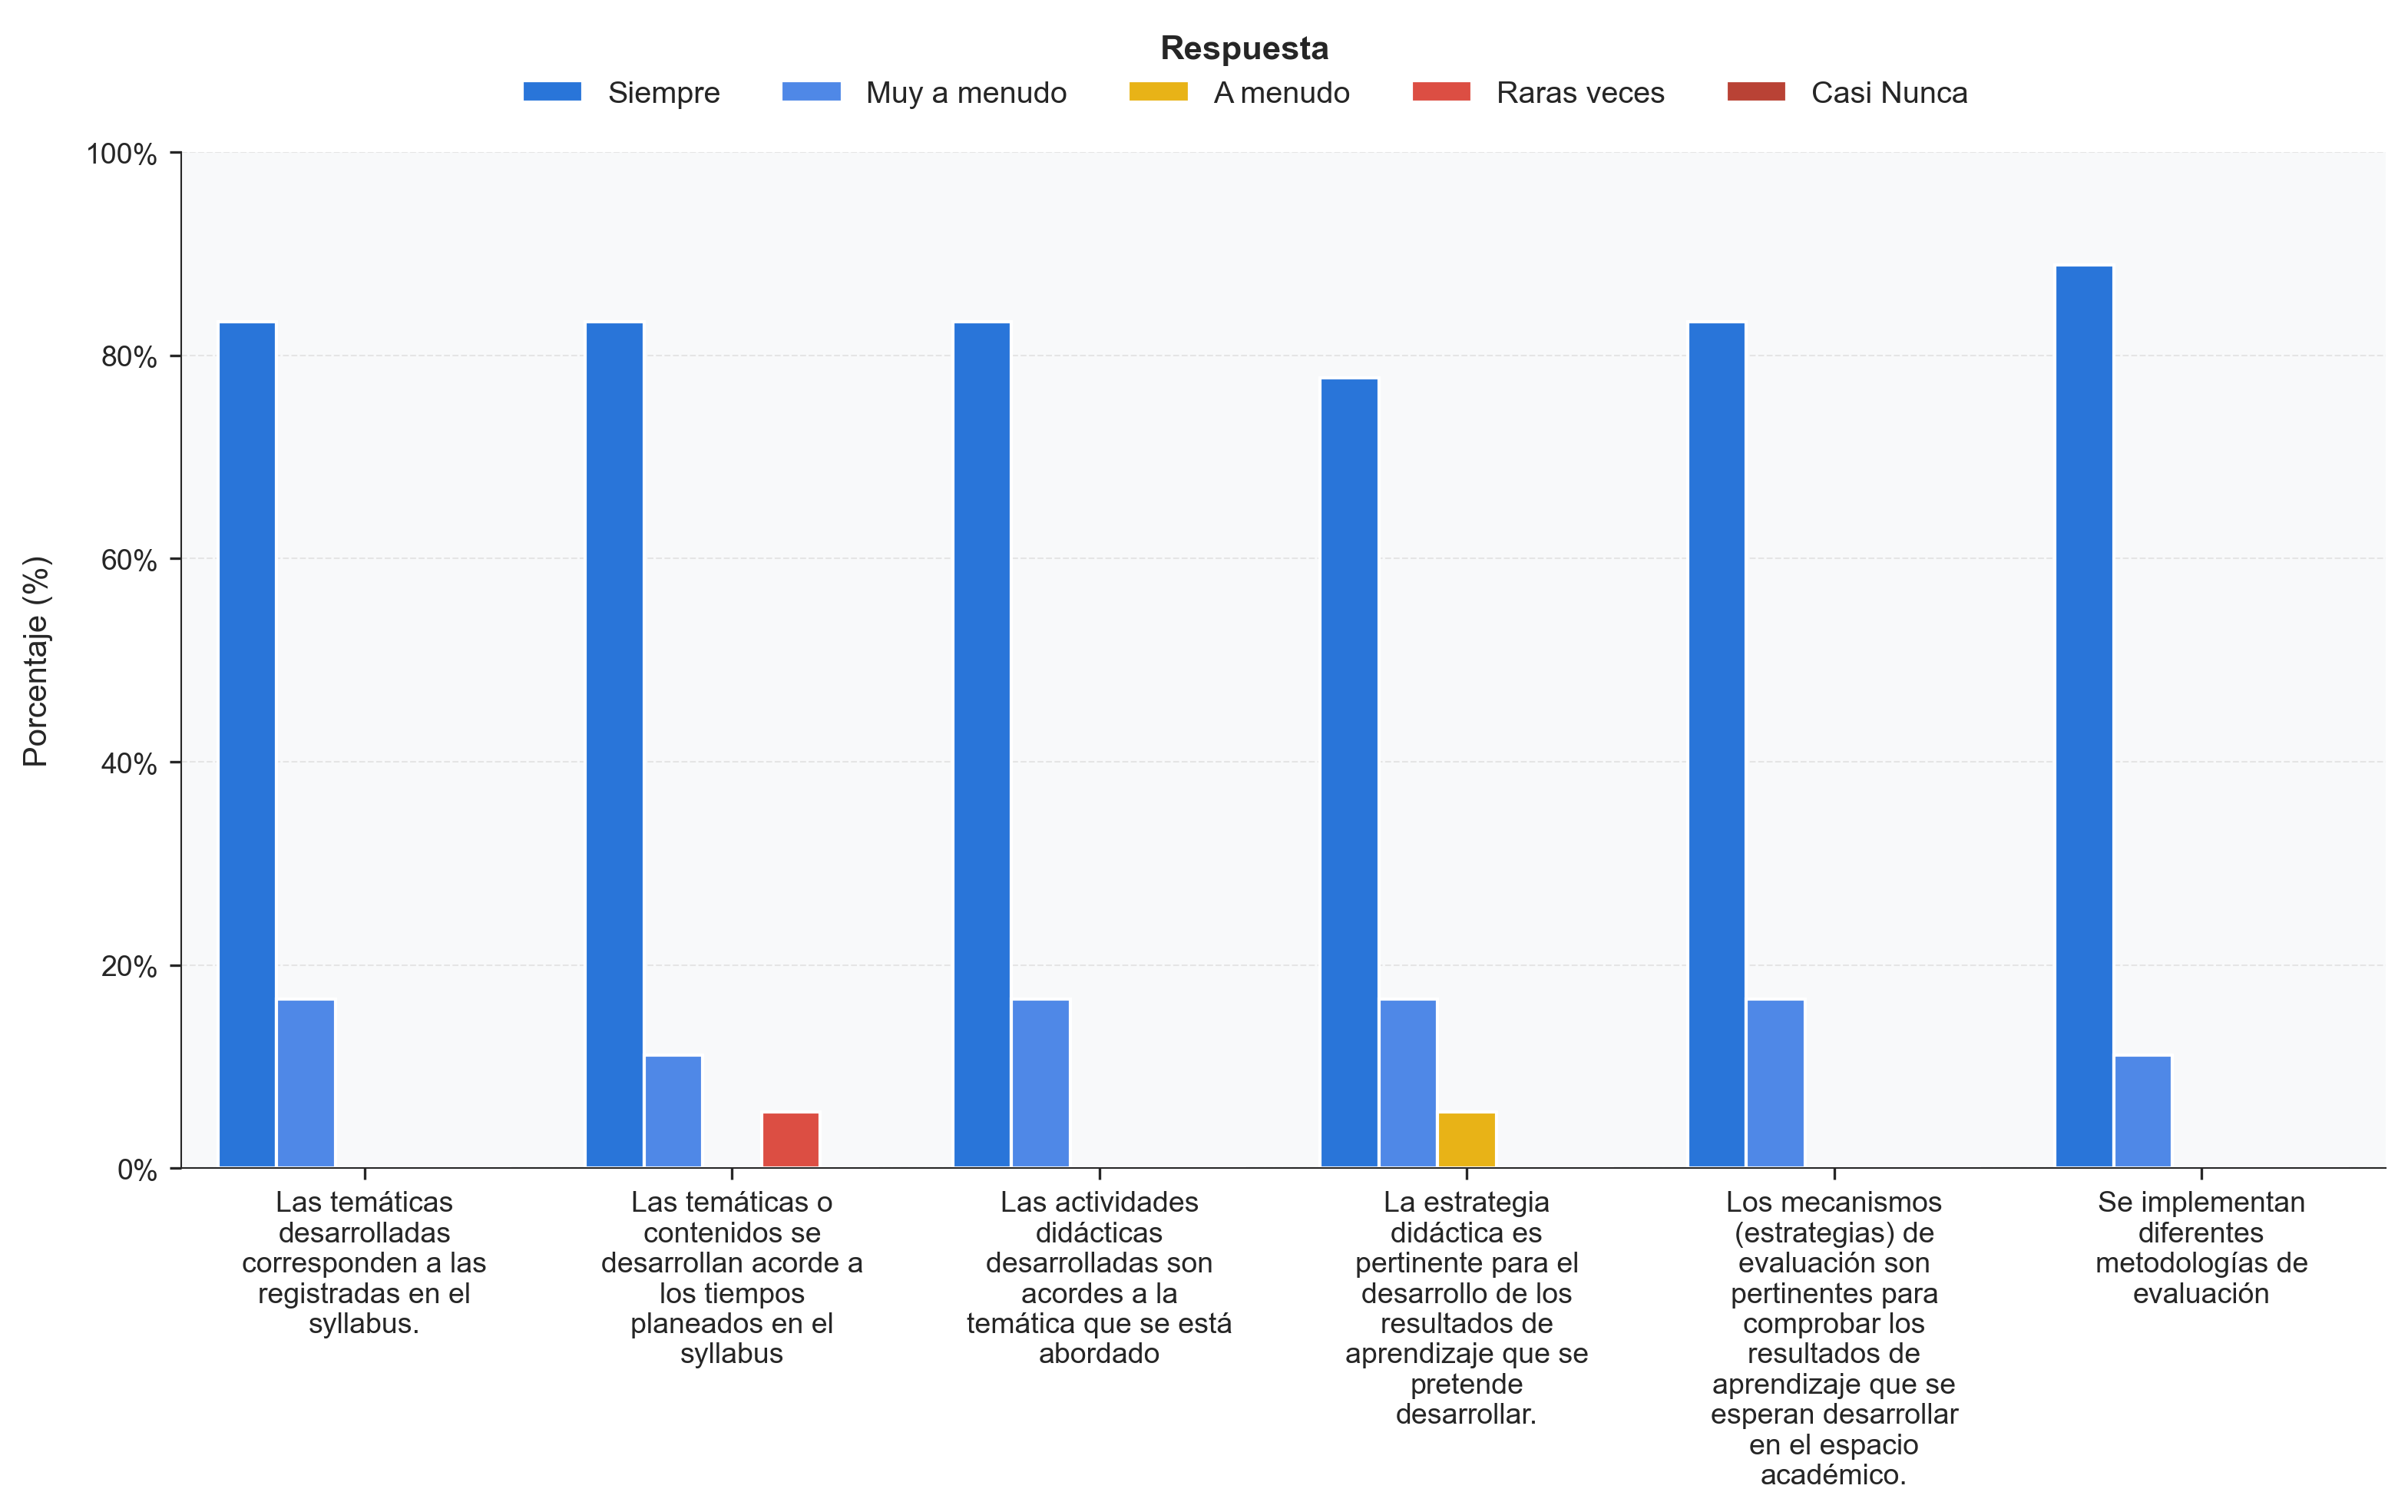 Respuesta
Siempre Muy a menudo A menudo Raras veces Casi Nunca
100%
80%
60%
40%
20%
0%
Porcentaje (%)
Las temáticas
desarrolladas
corresponden a las
registradas en el
syllabus.
Las temáticas o
contenidos se
desarrollan acorde a
los tiempos
planeados en el
syllabus
Las actividades
didácticas
desarrolladas son
acordes a la
temática que se está
abordado
La estrategia
didáctica es
pertinente para el
desarrollo de los
resultados de
aprendizaje que se
pretende
desarrollar.
Los mecanismos
(estrategias) de
evaluación son
pertinentes para
comprobar los
resultados de
aprendizaje que se
esperan desarrollar
en el espacio
académico.
Se implementan
diferentes
metodologías de
evaluación